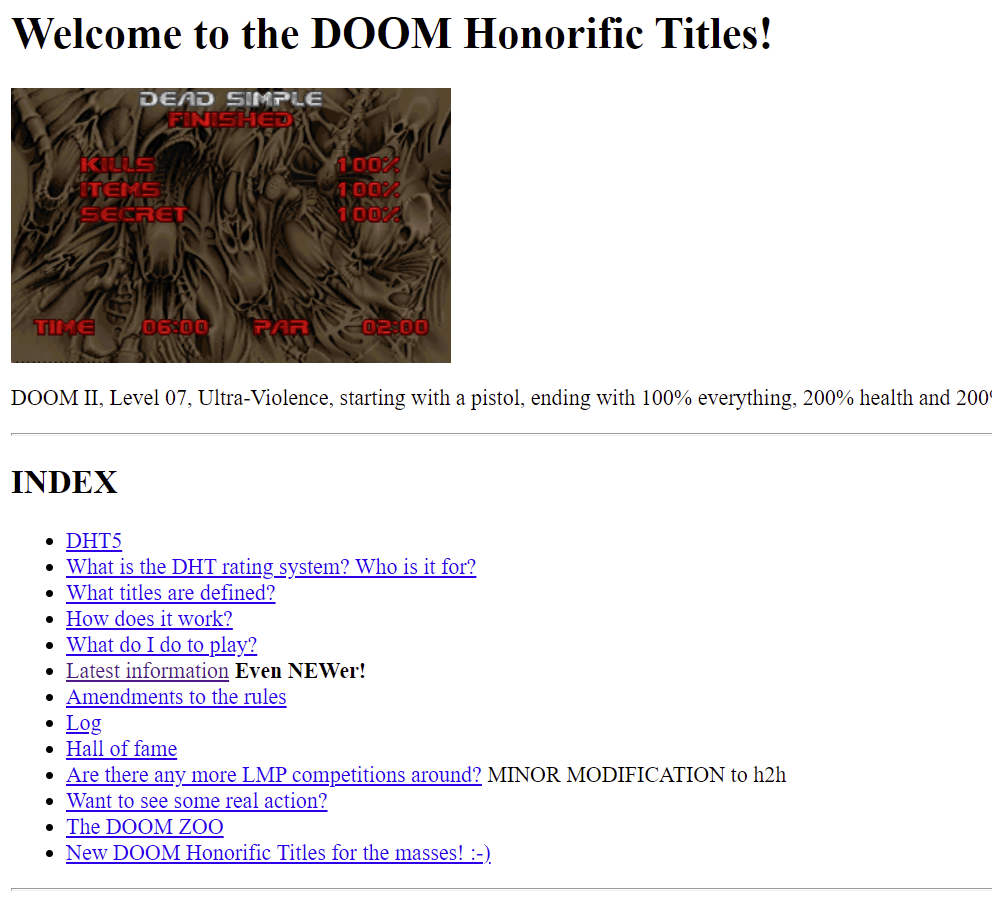 Welcome to the DOOM Honorific Titles!
DEAD SIMPLE
FINISHED
KILLS 100%
ITEMS 100%
SECRET 100%
TIME 06:00 PAR 02:00
DOOM II, Level 07, Ultra-Violence, starting with a pistol, ending with 100% everything, 200% health and 200%
INDEX
DHT5
What is the DHT rating system? Who is it for?
What titles are defined?
How does it work?
What do I do to play?
Latest information Even NEWer!
Amendments to the rules
Log
Hall of fame
Are there any more LMP competitions around? MINOR MODIFICATION to h2h
Want to see some real action?
The DOOM ZOO
New DOOM Honorific Titles for the masses! :-)